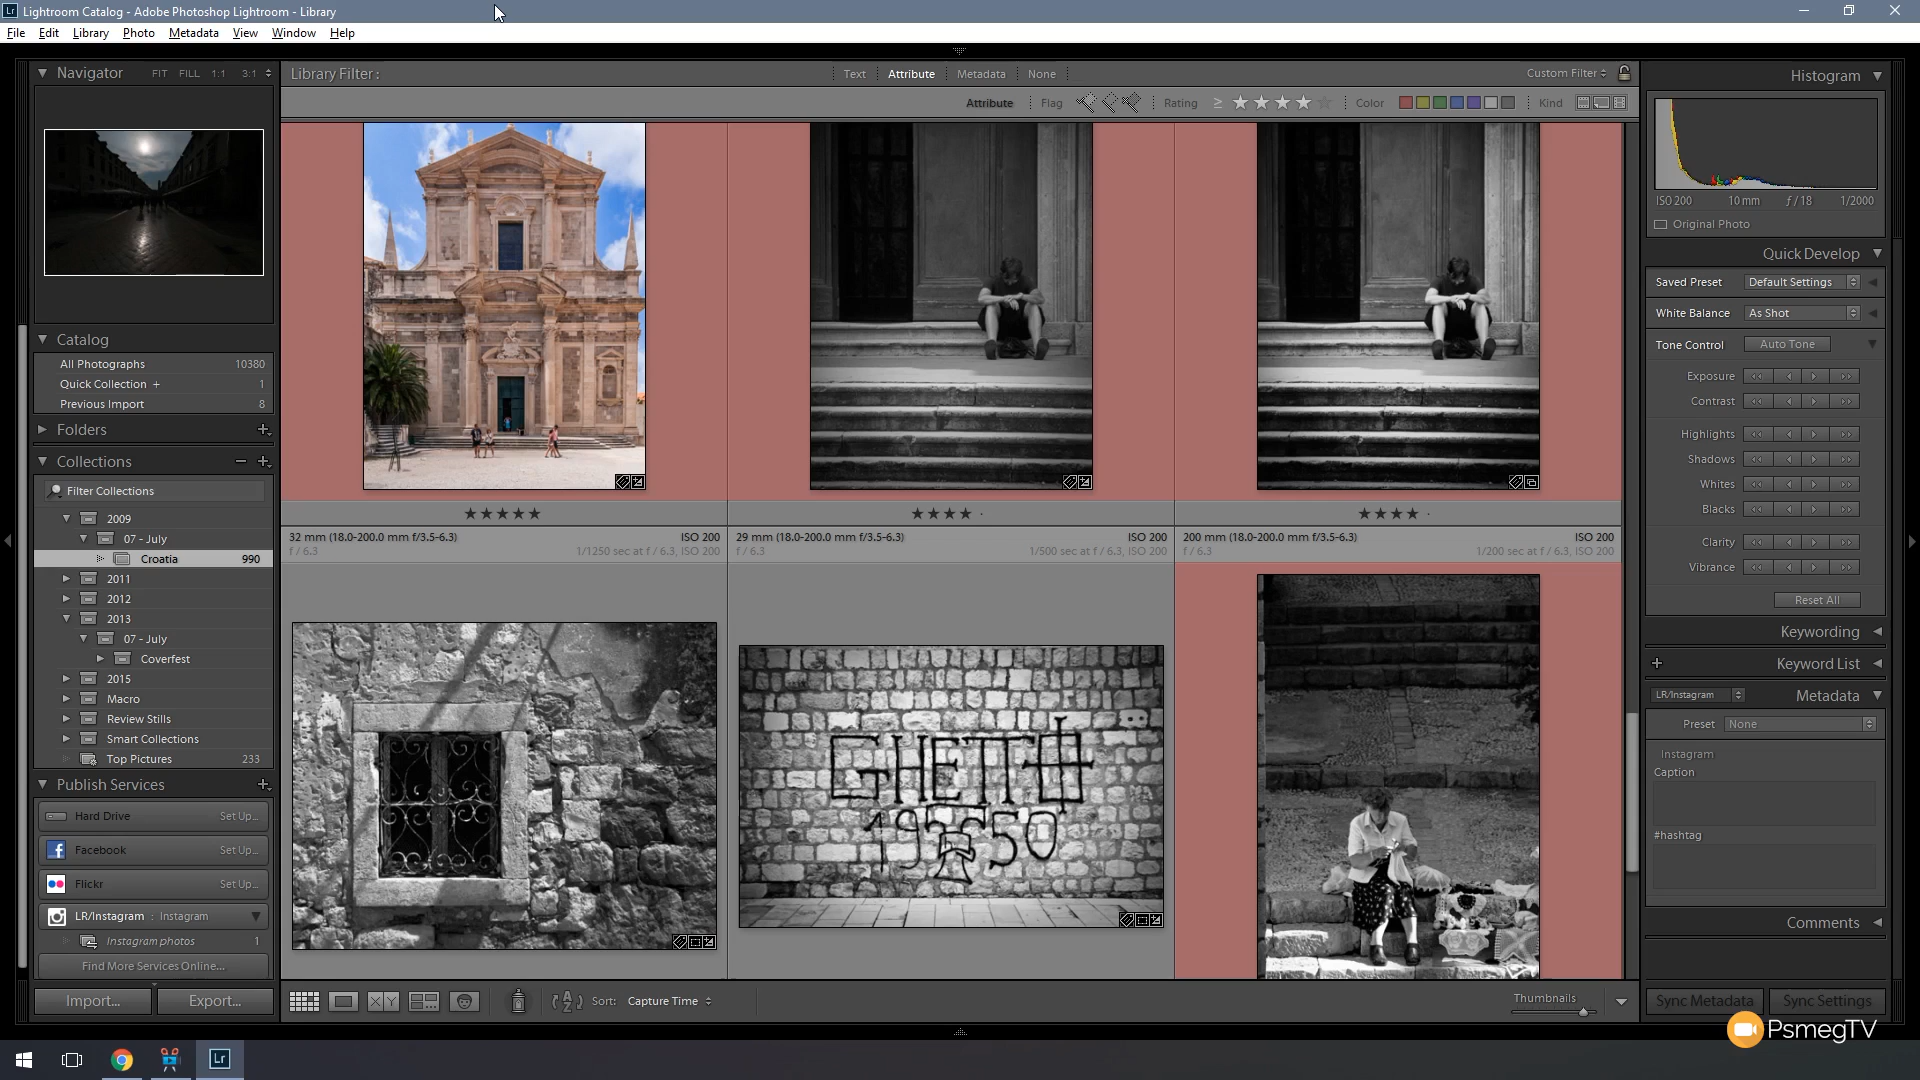 Lightroom Catalog - Adobe Photoshop Lightroom - Library
File Edit Library Photo Metadata View Window Help
Navigator FIT FILL 1:1 3:1
Library Filter : Text Attribute Metadata None Custom Filter
Histogram
Attribute Flag Rating ≥ ★★★★ Color Kind
ISO 200 10 mm ƒ / 18 1/2000
Original Photo
Quick Develop
Saved Preset Default Settings
White Balance As Shot
Tone Control Auto Tone
Exposure
Contrast
Highlights
Shadows
Whites
Blacks
Clarity
Vibrance
Reset All
Keywording
Keyword List
LR/Instagram Metadata
Preset None
Instagram
Caption
#hashtag
Comments
Sync Metadata Sync Settings
Catalog
All Photographs 10380
Quick Collection + 1
Previous Import 8
Folders
Collections
Filter Collections
2009
07 - July
Croatia 990
2011
2012
2013
07 - July
Coverfest
2015
Macro
Review Stills
Smart Collections
Top Pictures 233
Publish Services
Hard Drive Set Up...
Facebook Set Up...
Flickr Set Up...
LR/Instagram : Instagram
Instagram photos 1
Find More Services Online...
Import... Export...
★★★★★ ★★★★ · ★★★★ ·
32 mm (18.0-200.0 mm f/3.5-6.3) ISO 200
f / 6.3 1/1250 sec at f / 6.3, ISO 200
29 mm (18.0-200.0 mm f/3.5-6.3) ISO 200
f / 6.3 1/500 sec at f / 6.3, ISO 200
200 mm (18.0-200.0 mm f/3.5-6.3) ISO 200
f / 6.3 1/200 sec at f / 6.3, ISO 200
GHETTO
19 50
XY
Sort: Capture Time
Thumbnails
PsmegTV
Lr